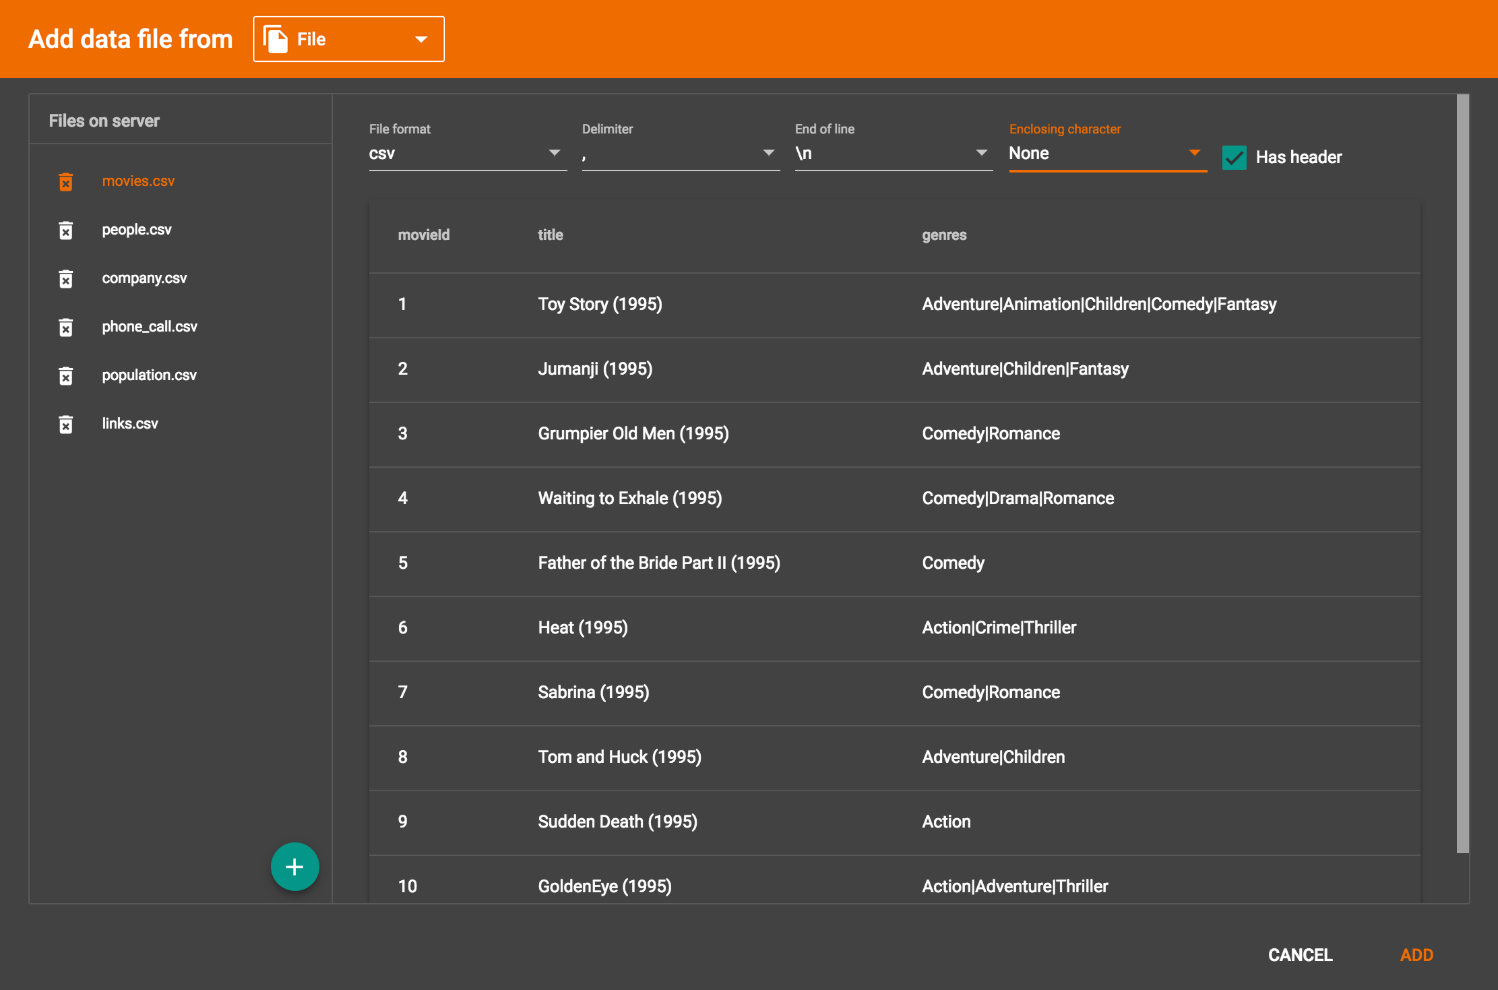 Add data file from File
Files on server
movies.csv
people.csv
company.csv
phone_call.csv
population.csv
links.csv
File format Delimiter End of line Enclosing character
csv , \n None Has header
movieId title genres
1 Toy Story (1995) Adventure|Animation|Children|Comedy|Fantasy
2 Jumanji (1995) Adventure|Children|Fantasy
3 Grumpier Old Men (1995) Comedy|Romance
4 Waiting to Exhale (1995) Comedy|Drama|Romance
5 Father of the Bride Part II (1995) Comedy
6 Heat (1995) Action|Crime|Thriller
7 Sabrina (1995) Comedy|Romance
8 Tom and Huck (1995) Adventure|Children
9 Sudden Death (1995) Action
10 GoldenEye (1995) Action|Adventure|Thriller
CANCEL ADD